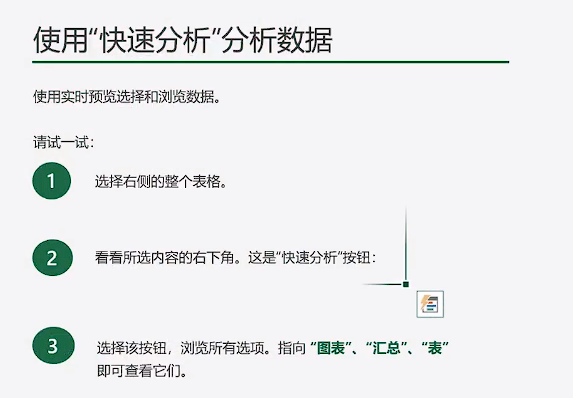 使用“快速分析”分析数据
使用实时预览选择和浏览数据。
请试一试：
1 选择右侧的整个表格。
2 看看所选内容的右下角。这是“快速分析”按钮：
3 选择该按钮，浏览所有选项。指向 “图表”、“汇总”、“表”
即可查看它们。